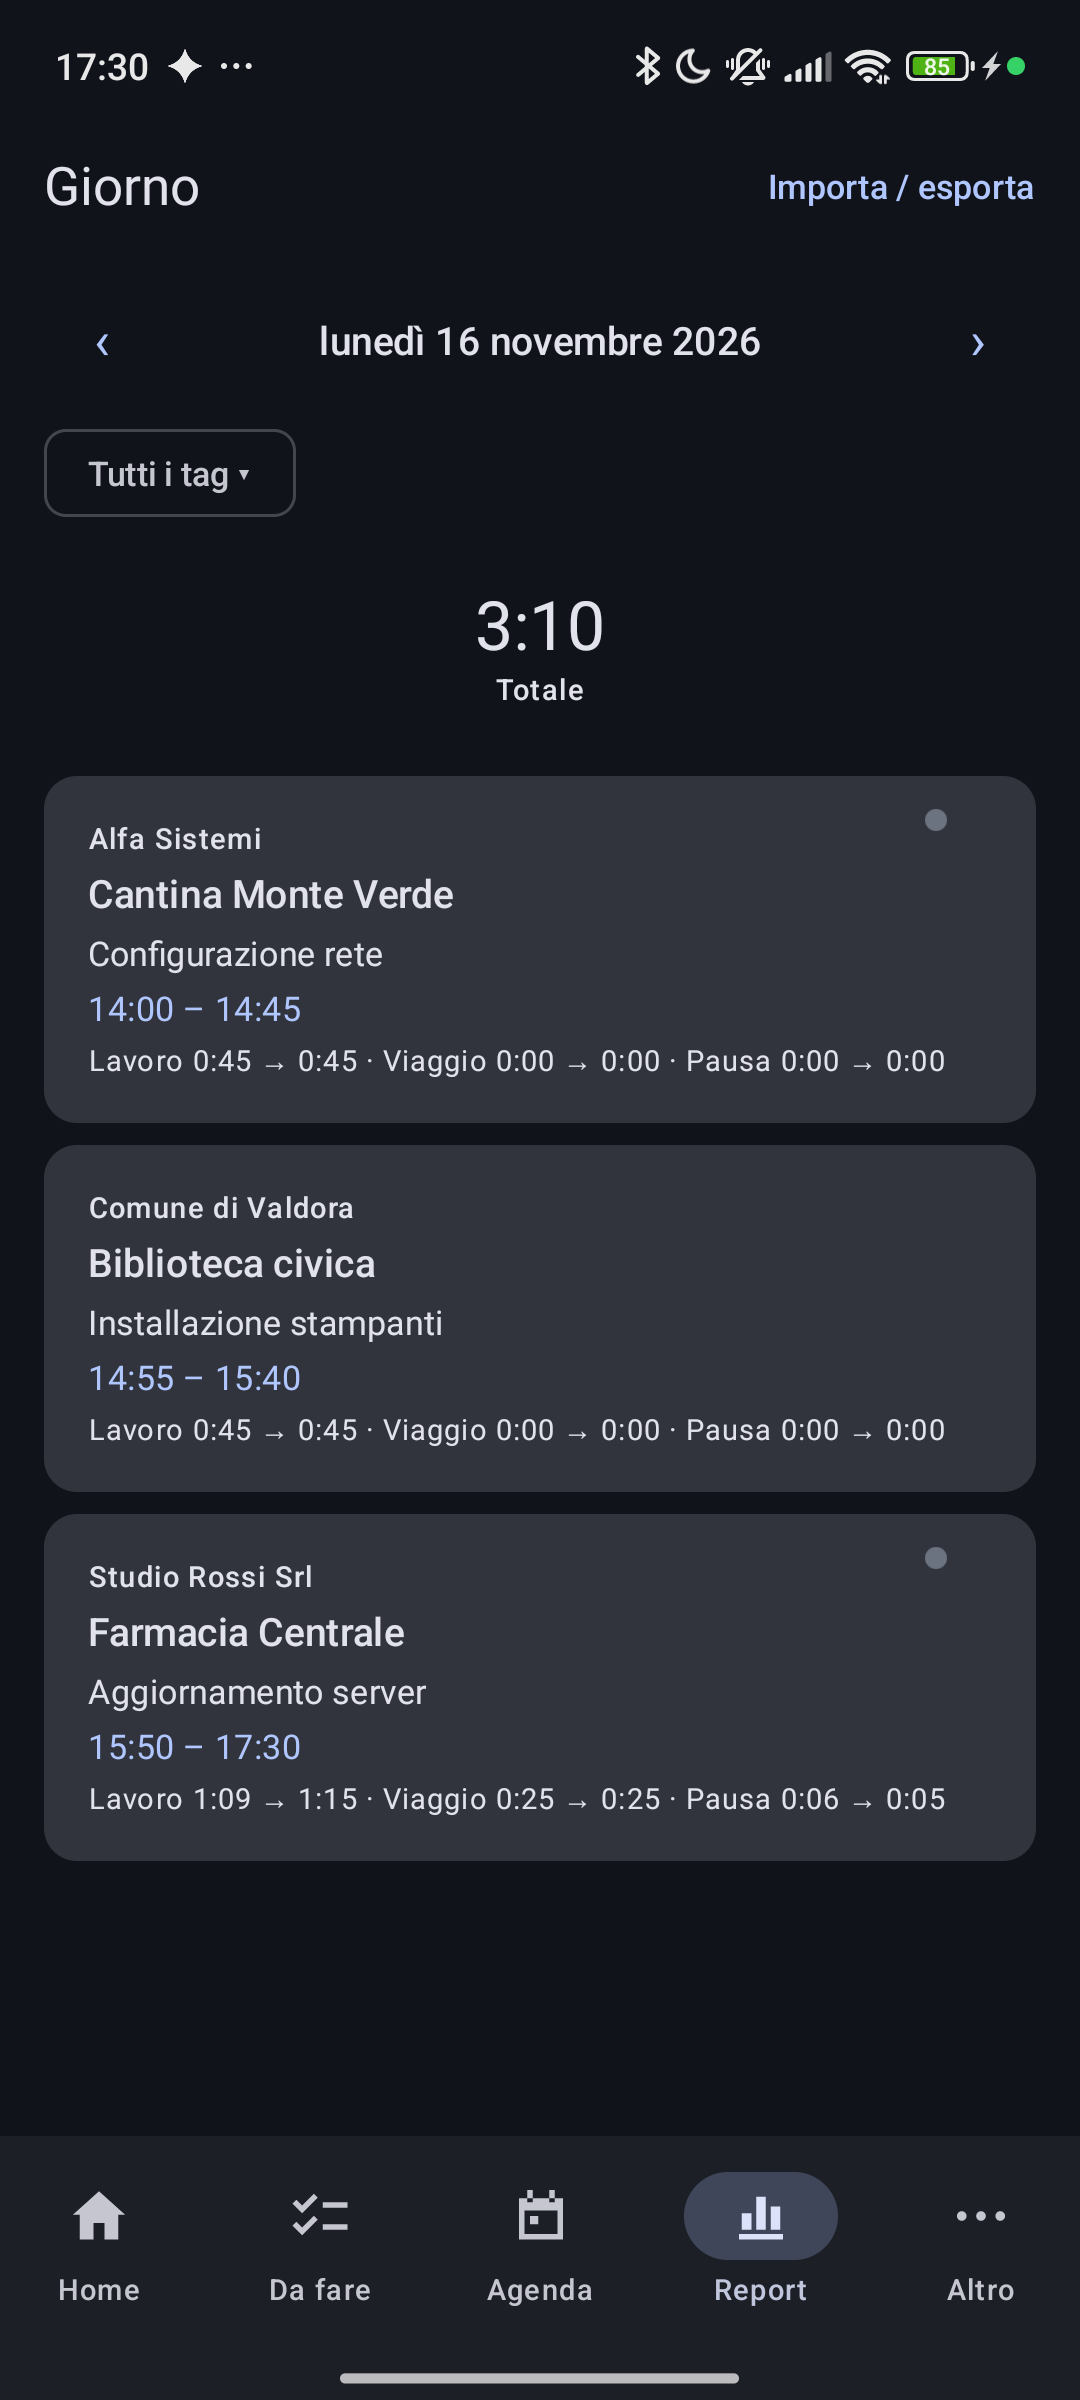 17:30
85
Giorno
Importa / esporta
‹ lunedì 16 novembre 2026 ›
Tutti i tag ▾
3:10
Totale
Alfa Sistemi
Cantina Monte Verde
Configurazione rete
14:00 – 14:45
Lavoro 0:45 → 0:45 · Viaggio 0:00 → 0:00 · Pausa 0:00 → 0:00
Comune di Valdora
Biblioteca civica
Installazione stampanti
14:55 – 15:40
Lavoro 0:45 → 0:45 · Viaggio 0:00 → 0:00 · Pausa 0:00 → 0:00
Studio Rossi Srl
Farmacia Centrale
Aggiornamento server
15:50 – 17:30
Lavoro 1:09 → 1:15 · Viaggio 0:25 → 0:25 · Pausa 0:06 → 0:05
Home
Da fare
Agenda
Report
Altro